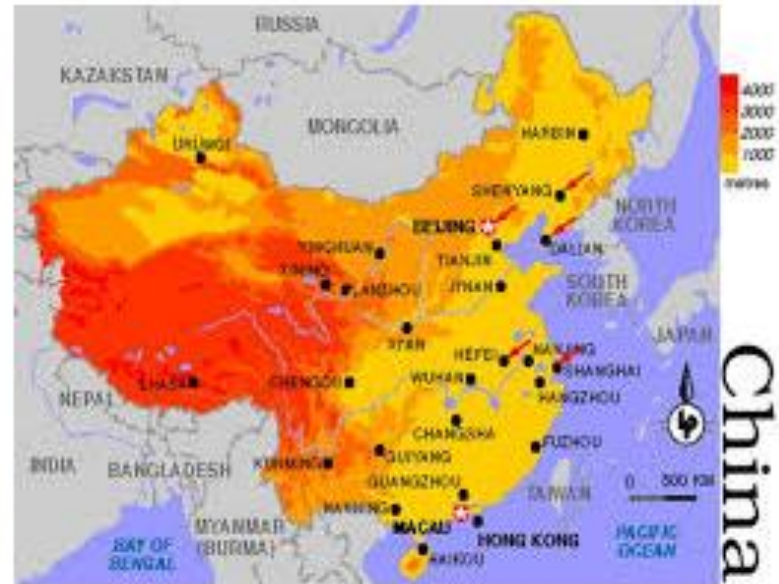 RUSSIA
KAZAKSTAN
MONGOLIA
HARBIN
URUMQI
SHENYANG
BEIJING
NORTH
KOREA
DALIAN
TIANJIN
YINCHUAN
XINING
LANZHOU
JINAN
SOUTH
KOREA
XI'AN
JAPAN
HEFEI
NANJING
SHANGHAI
LHASA
CHENGDU
WUHAN
HANGZHOU
NEPAL
CHANGSHA
FUZHOU
INDIA
BANGLADESH
KUNMING
GUIYANG
GUANGZHOU
TAIWAN
0 500 KM
NANNING
MACAU
HONG KONG
MYANMAR
(BURMA)
BAY OF
BENGAL
HAIKOU
PACIFIC
OCEAN
4000
3000
2000
1000
metres
China